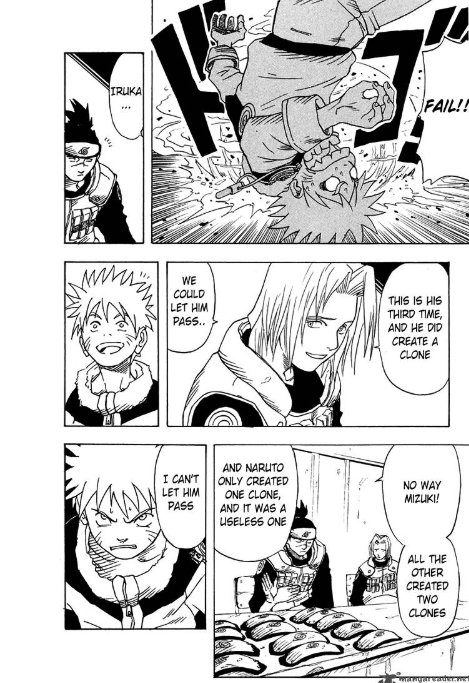 FAIL!!
IRUKA
...
THIS IS HIS
THIRD TIME,
AND HE DID
CREATE A
CLONE
WE
COULD
LET HIM
PASS..
NO WAY
MIZUKI!
ALL THE
OTHER
CREATED
TWO
CLONES
AND NARUTO
ONLY CREATED
ONE CLONE,
AND IT WAS A
USELESS ONE
I CAN'T
LET HIM
PASS
mangareader.net